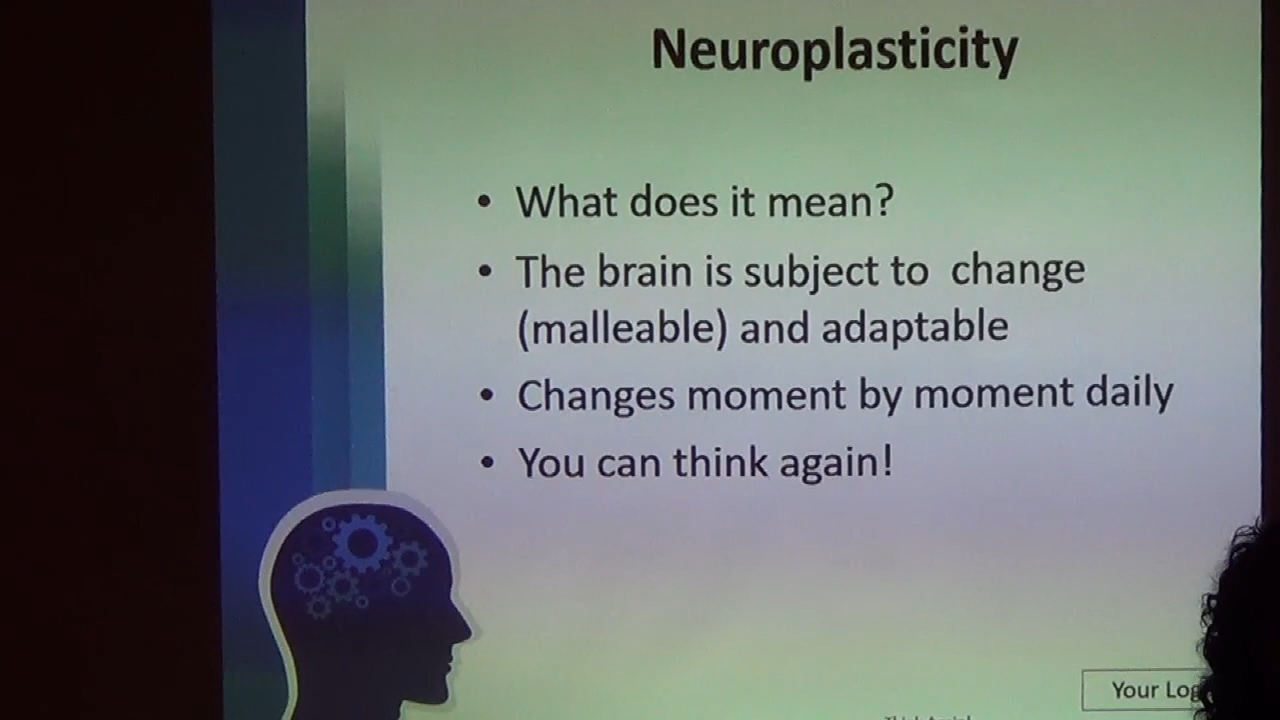 Neuroplasticity
• What does it mean?
• The brain is subject to change
(malleable) and adaptable
• Changes moment by moment daily
• You can think again!
Your